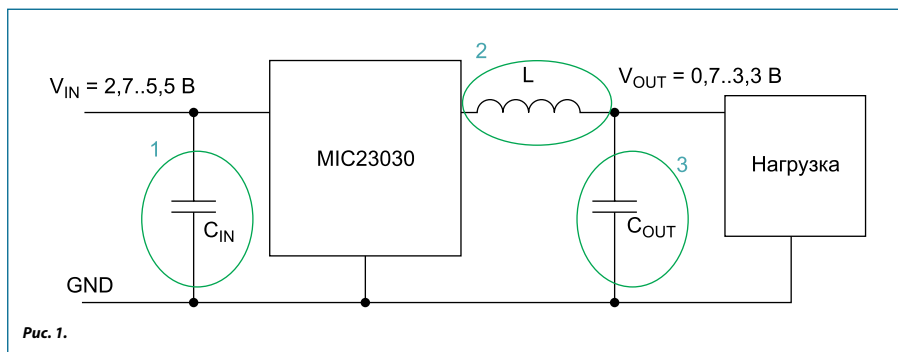 2
L
V_IN = 2,7..5,5 В
V_OUT = 0,7..3,3 В
1
MIC23030
3
Нагрузка
C_IN
C_OUT
GND
Рис. 1.